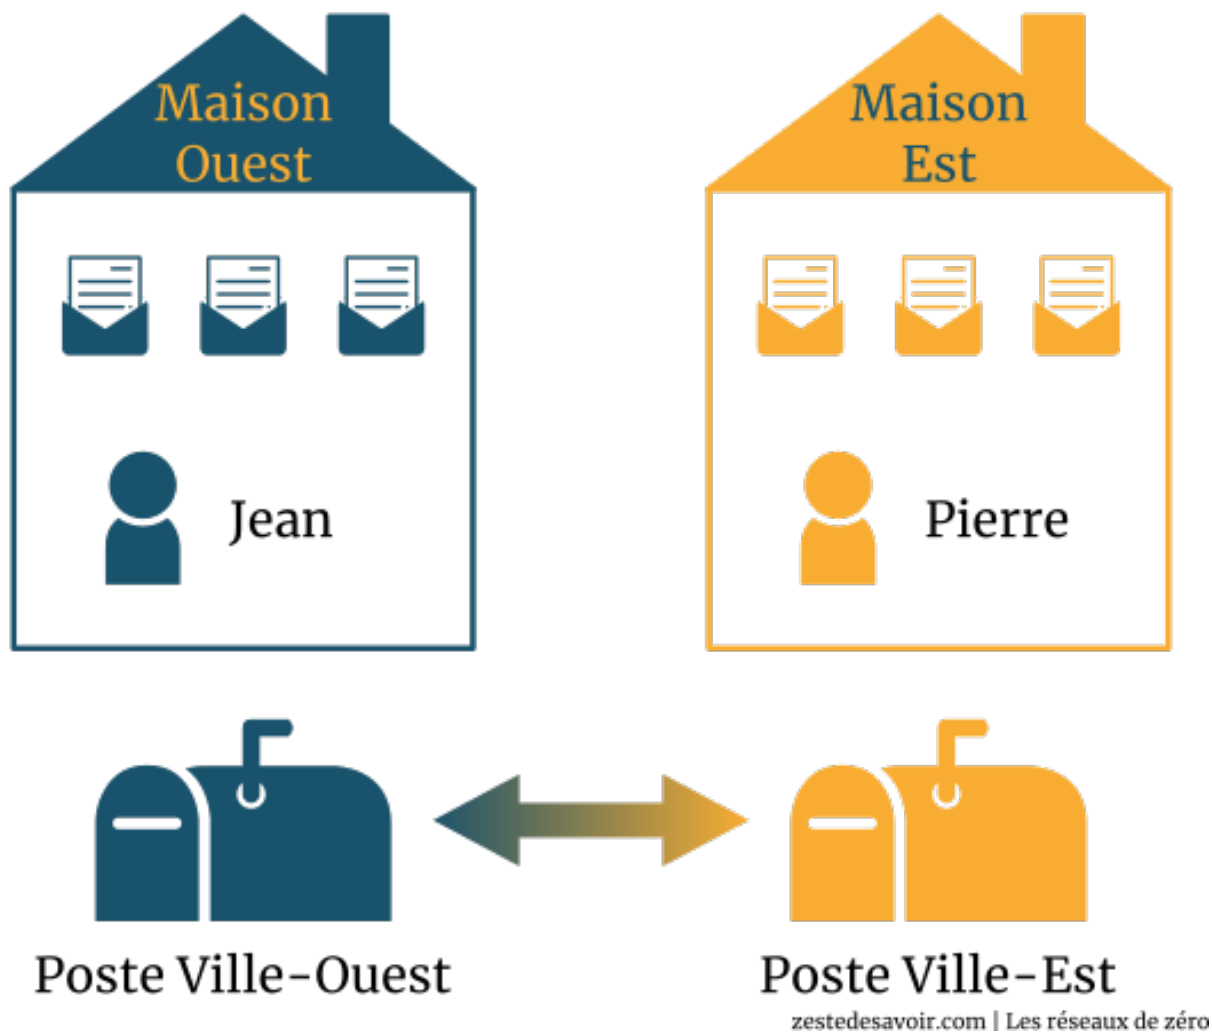 Maison
Ouest
Maison
Est
Jean
Pierre
Poste Ville-Ouest
Poste Ville-Est
zestedesavoir.com | Les réseaux de zéro